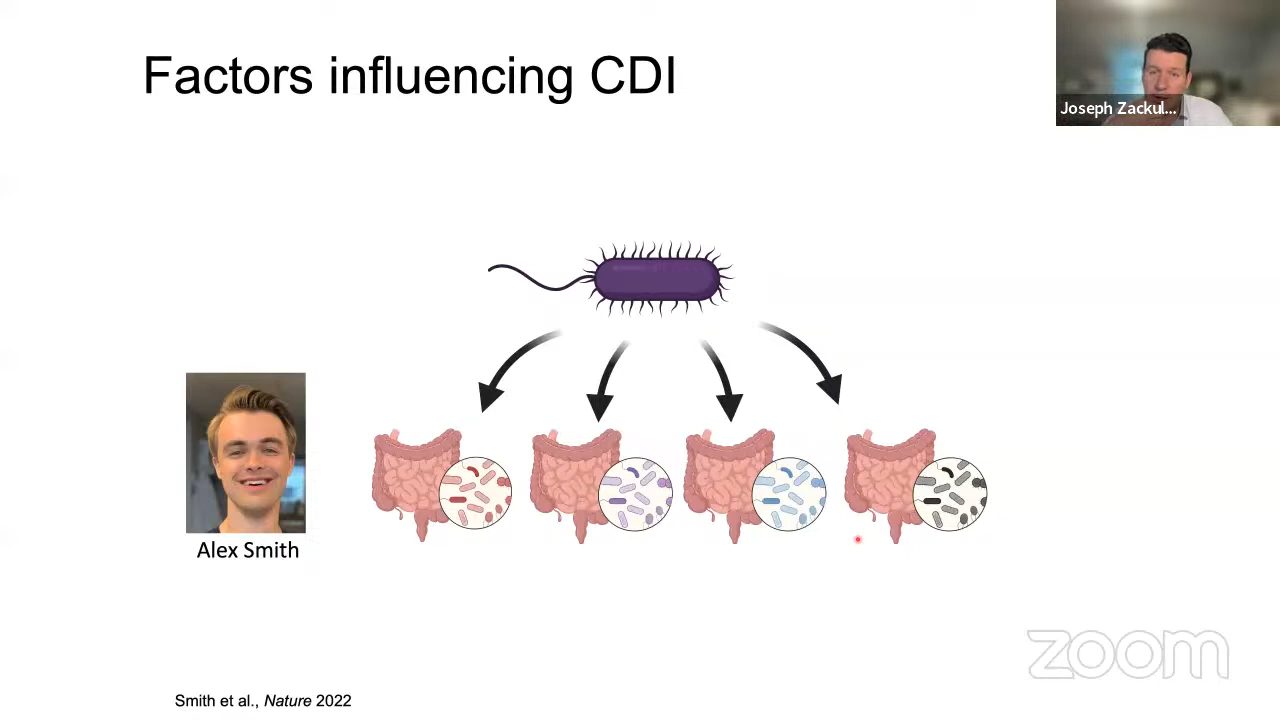 Factors influencing CDI
Joseph Zackul...
Alex Smith
zoom
Smith et al., Nature 2022